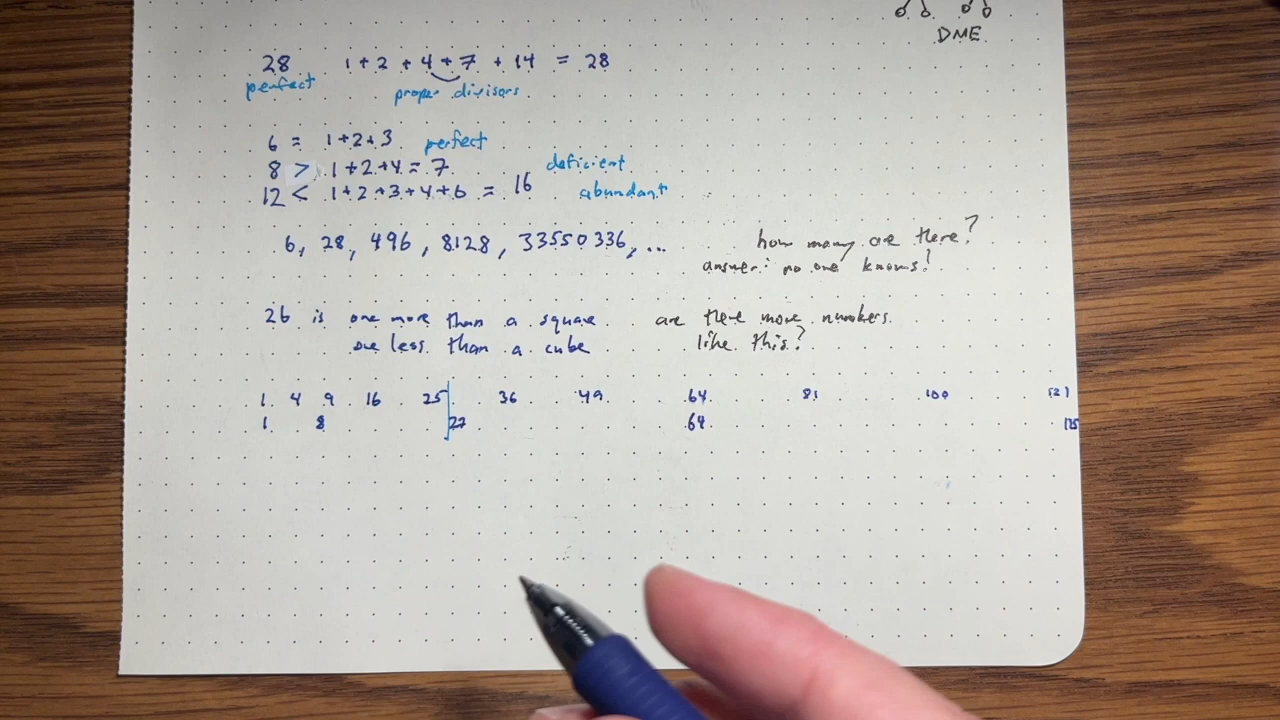 DME
28 1 + 2 + 4 + 7 + 14 = 28
perfect proper divisors
6 = 1+2+3 perfect
8 > 1+2+4 = 7 deficient
12 < 1+2+3+4+6 = 16 abundant
6, 28, 496, 8128, 33550336, ... how many are there?
answer: no one knows!
26 is one more than a square are there more numbers
one less than a cube like this?
1 4 9 16 25 36 49 64 81 100 121
1 8 27 64 125